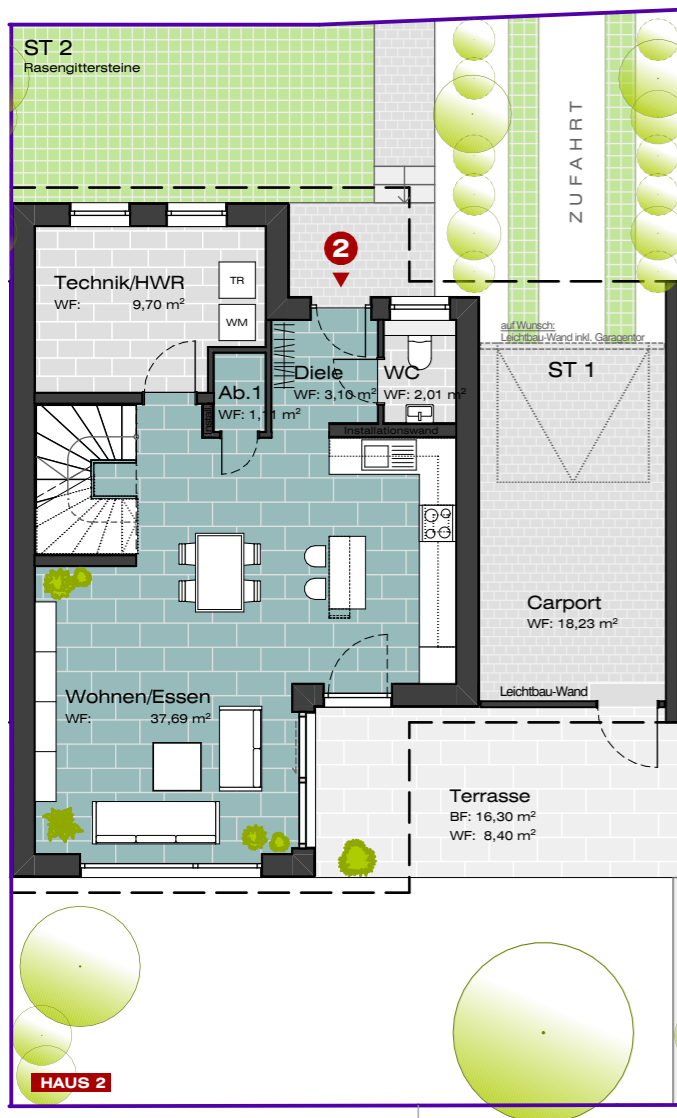 ST 2
Rasengittersteine
ZUFAHRT
2
Technik/HWR
WF: 9,70 m²
TR
WM
auf Wunsch:
Leichtbau-Wand inkl. Garagentor
ST 1
Diele
WF: 3,10 m²
WC
WF: 2,01 m²
Ab.1
WF: 1,11 m²
Install
Installationswand
Carport
WF: 18,23 m²
Wohnen/Essen
WF: 37,69 m²
Leichtbau-Wand
Terrasse
BF: 16,30 m²
WF: 8,40 m²
HAUS 2